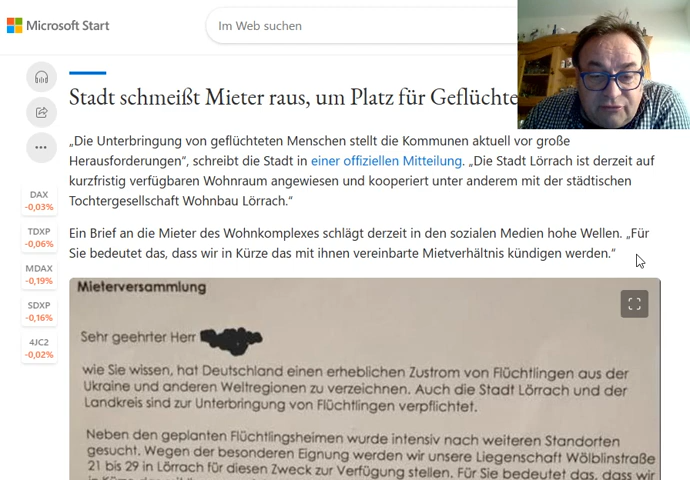 Microsoft Start
Im Web suchen
Stadt schmeißt Mieter raus, um Platz für Geflüchte
„Die Unterbringung von geflüchteten Menschen stellt die Kommunen aktuell vor große
Herausforderungen“, schreibt die Stadt in einer offiziellen Mitteilung. „Die Stadt Lörrach ist derzeit auf
kurzfristig verfügbaren Wohnraum angewiesen und kooperiert unter anderem mit der städtischen
Tochtergesellschaft Wohnbau Lörrach.“
DAX
-0,03%
TDXP
-0,06%
MDAX
-0,19%
SDXP
-0,16%
4JC2
-0,02%
Ein Brief an die Mieter des Wohnkomplexes schlägt derzeit in den sozialen Medien hohe Wellen. „Für
Sie bedeutet das, dass wir in Kürze das mit ihnen vereinbarte Mietverhältnis kündigen werden.“
Mieterversammlung
Sehr geehrter Herr
wie Sie wissen, hat Deutschland einen erheblichen Zustrom von Flüchtlingen aus der
Ukraine und anderen Weltregionen zu verzeichnen. Auch die Stadt Lörrach und der
Landkreis sind zur Unterbringung von Flüchtlingen verpflichtet.
Neben den geplanten Flüchtlingsheimen wurde intensiv nach weiteren Standorten
gesucht. Wegen der besonderen Eignung werden wir unsere Liegenschaft Wölblinstraße
21 bis 29 in Lörrach für diesen Zweck zur Verfügung stellen. Für Sie bedeutet das, dass wir